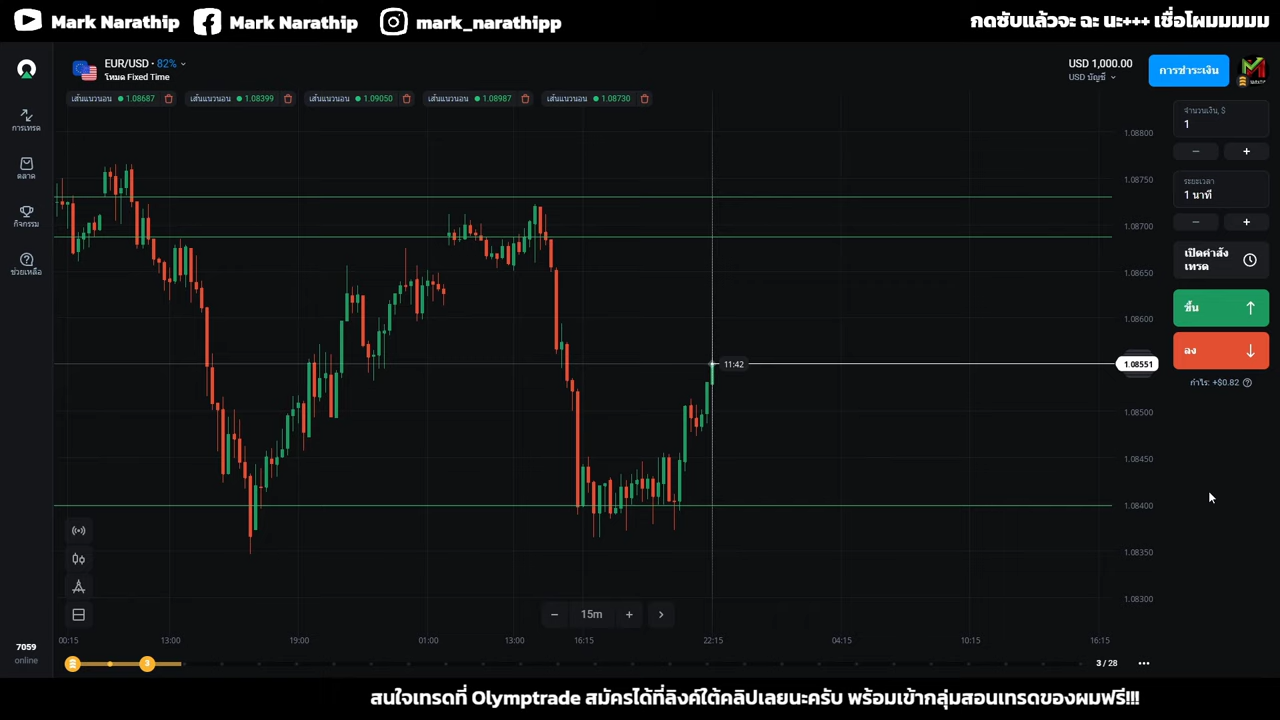 Mark Narathip Mark Narathip mark_narathipp กดซับแล้วจะ ฉะ นะ+++ เชื่อโผมมมมม
EUR/USD · 82%
โหมด Fixed Time
USD 1,000.00
USD บัญชี
การชำระเงิน
เส้นแนวนอน 1.08687 เส้นแนวนอน 1.08399 เส้นแนวนอน 1.09050 เส้นแนวนอน 1.08987 เส้นแนวนอน 1.08730
การเทรด
ตลาด
กิจกรรม
ช่วยเหลือ
จำนวนเงิน, $
1
− +
ระยะเวลา
1 นาที
− +
เปิดคำสั่ง
เทรด
ขึ้น
ลง
กำไร: +$0.82
1.08800
1.08750
1.08700
1.08650
1.08600
11:42
1.08551
1.08500
1.08450
1.08400
1.08350
1.08300
− 15m +
00:15 13:00 19:00 01:00 13:00 16:15 22:15 04:15 10:15 16:15
7059
online
3
3 / 28
สนใจเทรดที่ Olymptrade สมัครได้ที่ลิงค์ใต้คลิปเลยนะครับ พร้อมเข้ากลุ่มสอนเทรดของผมฟรี!!!